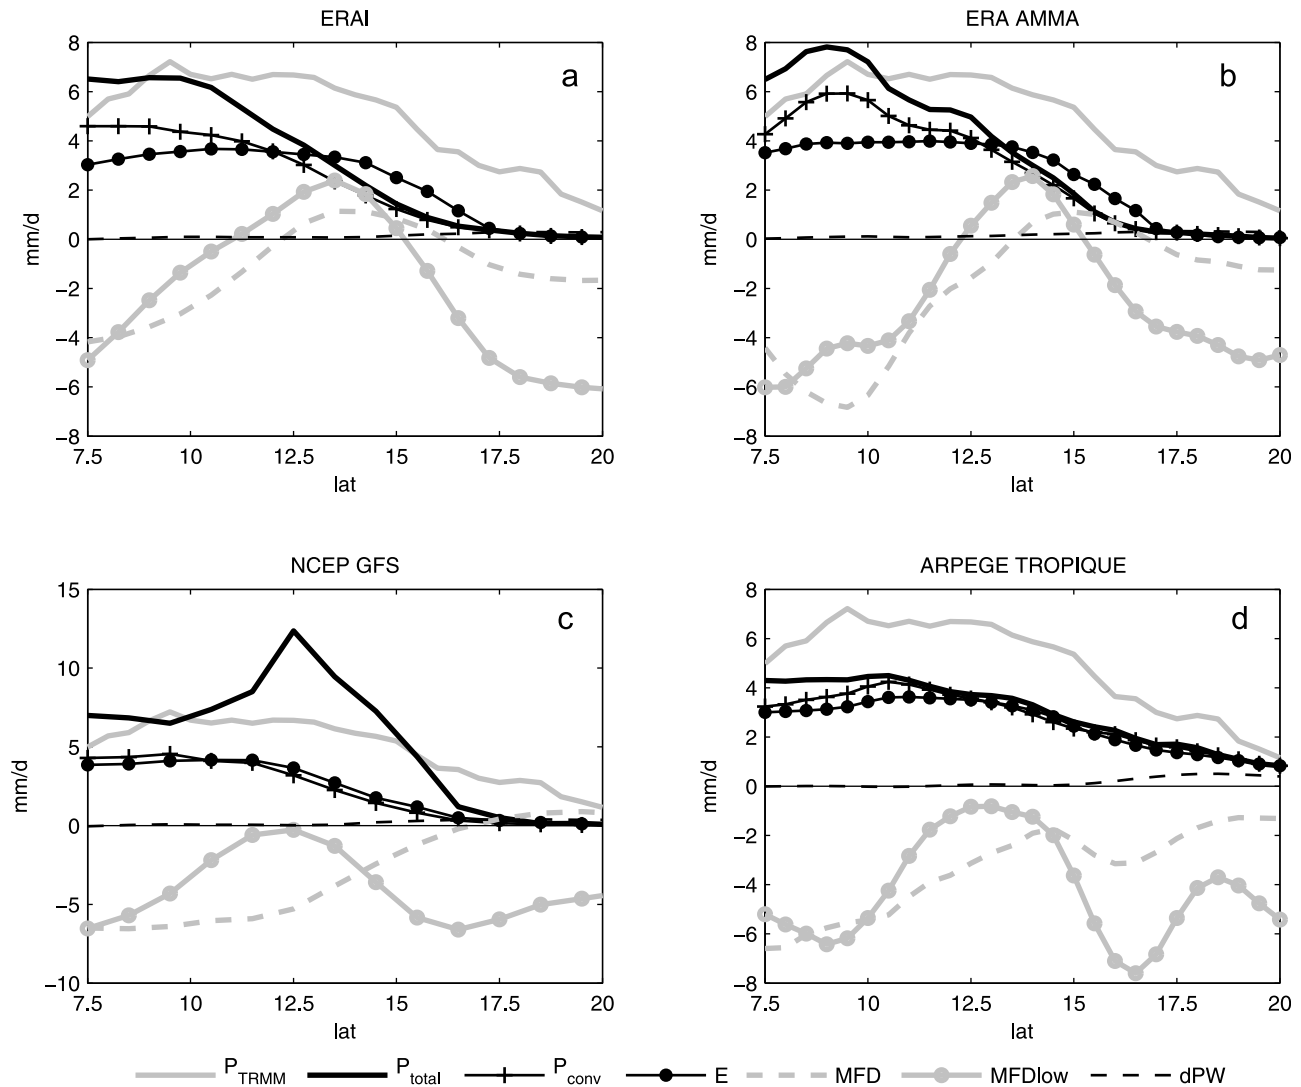 ERAI
a
8
6
4
2
0
−2
−4
−6
−8
mm/d
7.5 10 12.5 15 17.5 20
lat
ERA AMMA
b
8
6
4
2
0
−2
−4
−6
−8
mm/d
7.5 10 12.5 15 17.5 20
lat
NCEP GFS
c
15
10
5
0
−5
−10
mm/d
7.5 10 12.5 15 17.5 20
lat
ARPEGE TROPIQUE
d
8
6
4
2
0
−2
−4
−6
−8
mm/d
7.5 10 12.5 15 17.5 20
lat
P_TRMM P_total P_conv E MFD MFDlow dPW